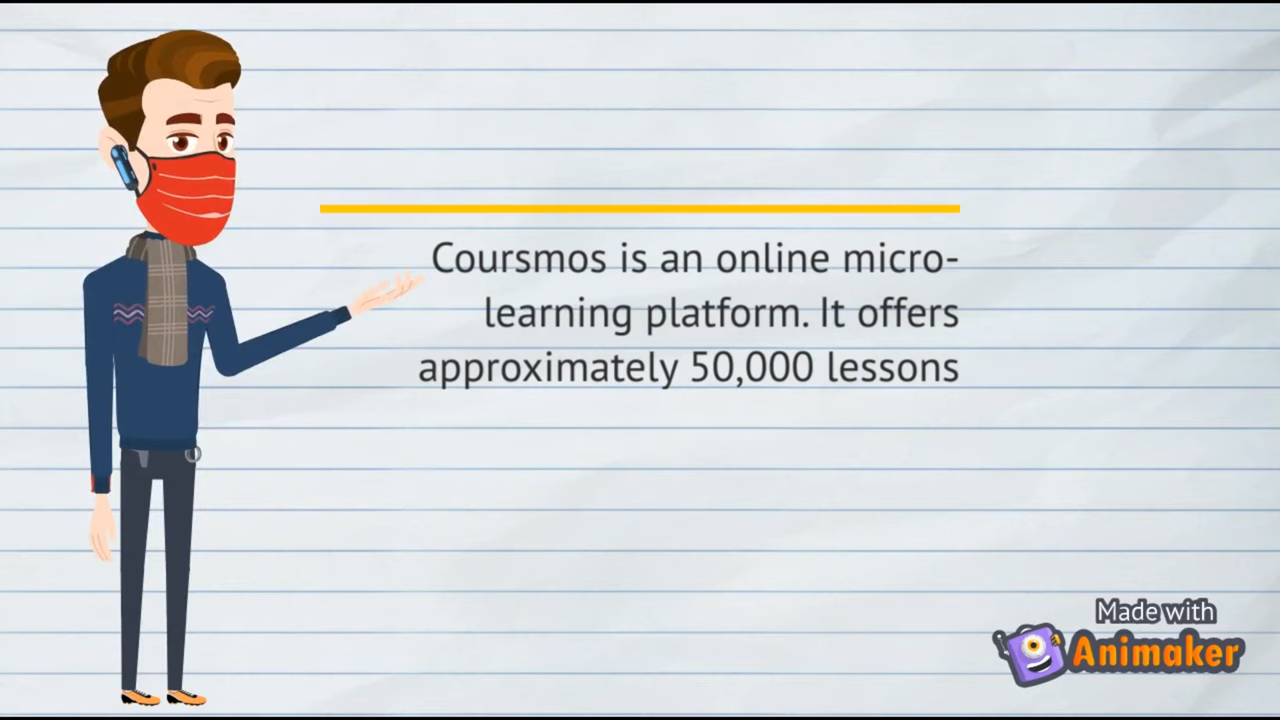 Coursmos is an online micro-
learning platform. It offers
approximately 50,000 lessons
Made with
Animaker